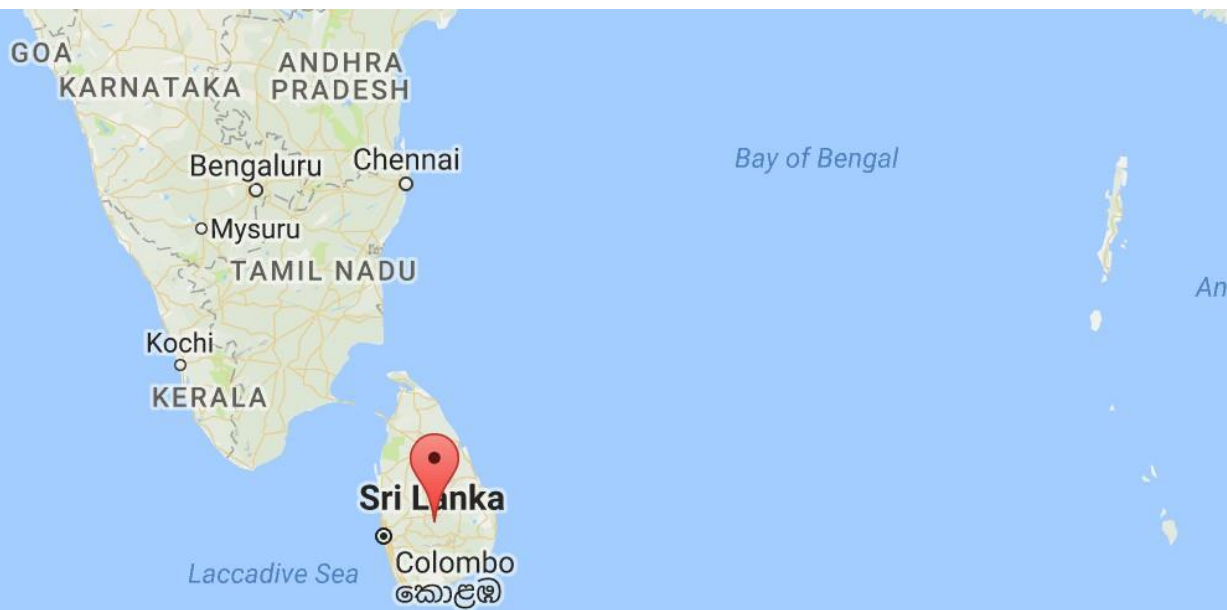 GOA
KARNATAKA
ANDHRA
PRADESH
Bengaluru
Chennai
Bay of Bengal
Mysuru
TAMIL NADU
An
Kochi
KERALA
Sri Lanka
Colombo
කොළඹ
Laccadive Sea